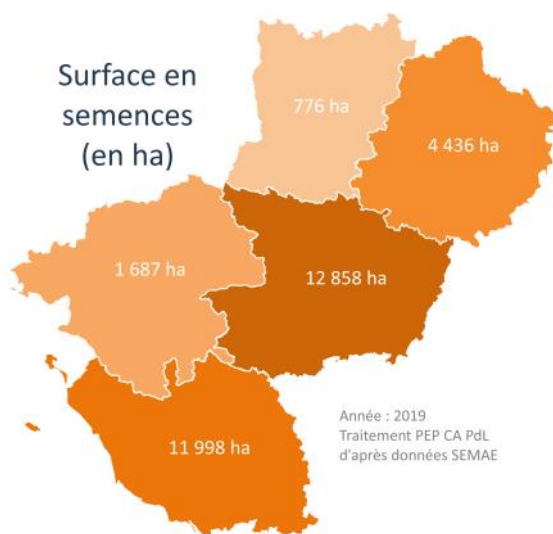 Surface en
semences
(en ha)
776 ha
4 436 ha
1 687 ha
12 858 ha
11 998 ha
Année : 2019
Traitement PEP CA PdL
d'après données SEMAE